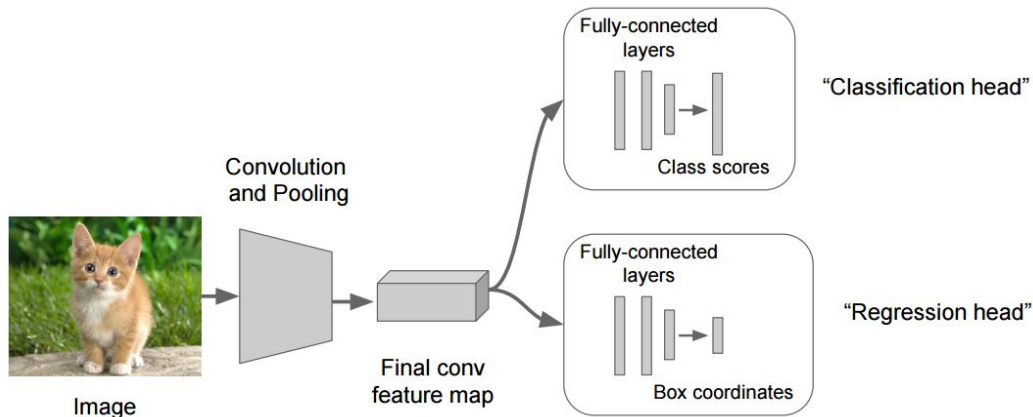 Fully-connected
layers
Class scores
“Classification head”
Convolution
and Pooling
Fully-connected
layers
Box coordinates
“Regression head”
Final conv
feature map
Image